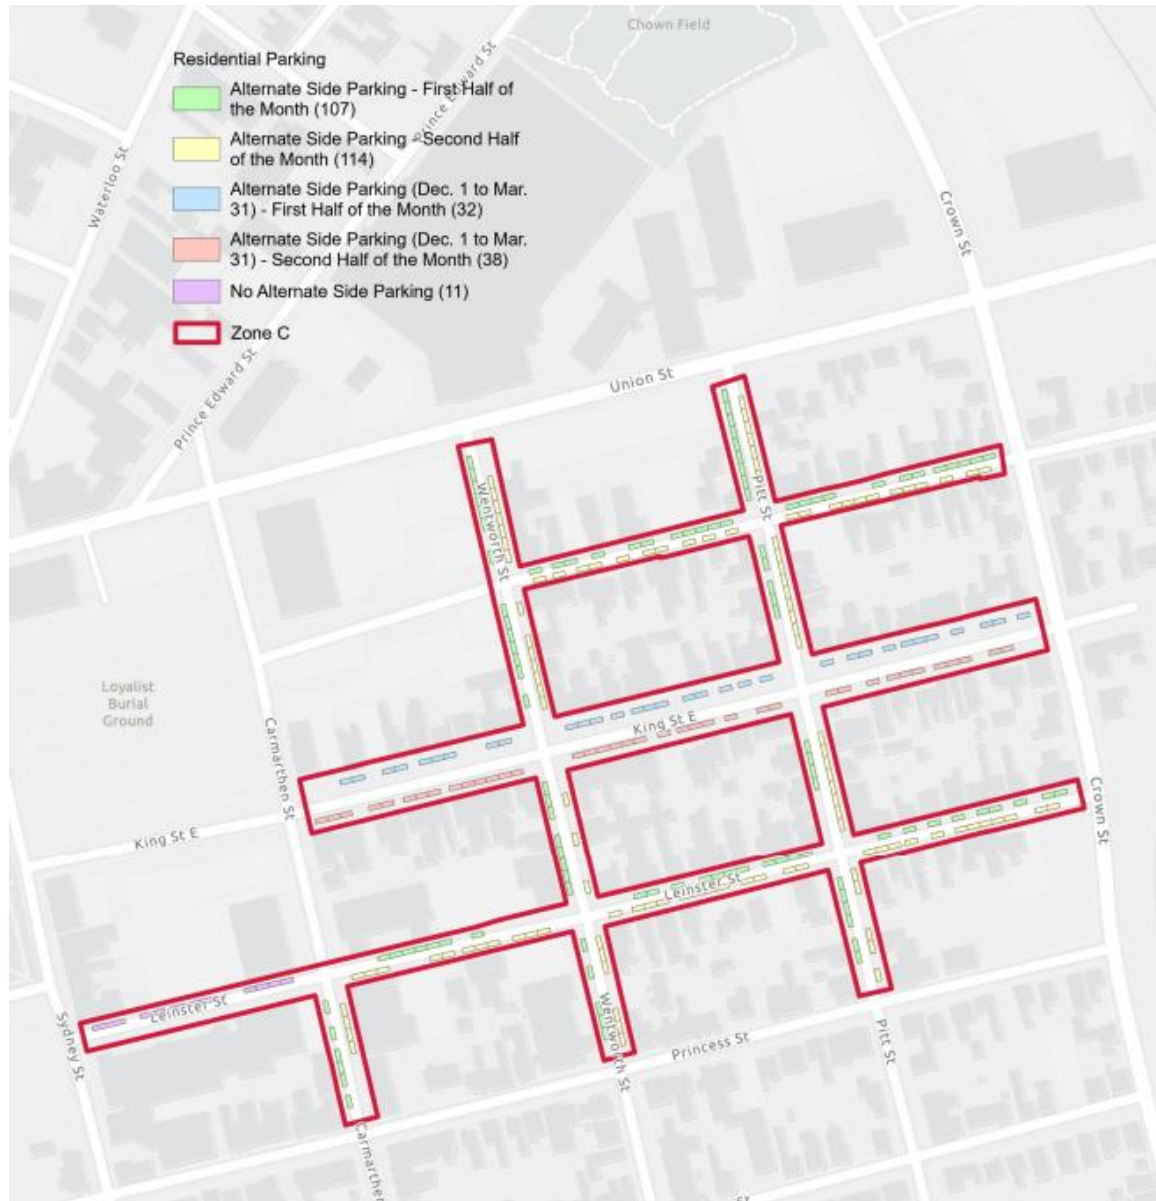 Chown Field
Residential Parking
Alternate Side Parking - First Half of
the Month (107)
Alternate Side Parking - Second Half
of the Month (114)
Alternate Side Parking (Dec. 1 to Mar.
31) - First Half of the Month (32)
Alternate Side Parking (Dec. 1 to Mar.
31) - Second Half of the Month (38)
No Alternate Side Parking (11)
Zone C
Prince Edward St
Waterloo St
Crown St
Prince Edward St
Union St
Wentworth St
Pitt St
Loyalist
Burial
Ground
King St E
Carmarthen St
King St E
Crown St
Leinster St
Leinster St
Sydney St
Wentworth St
Princess St
Pitt St
Carmarthen
St